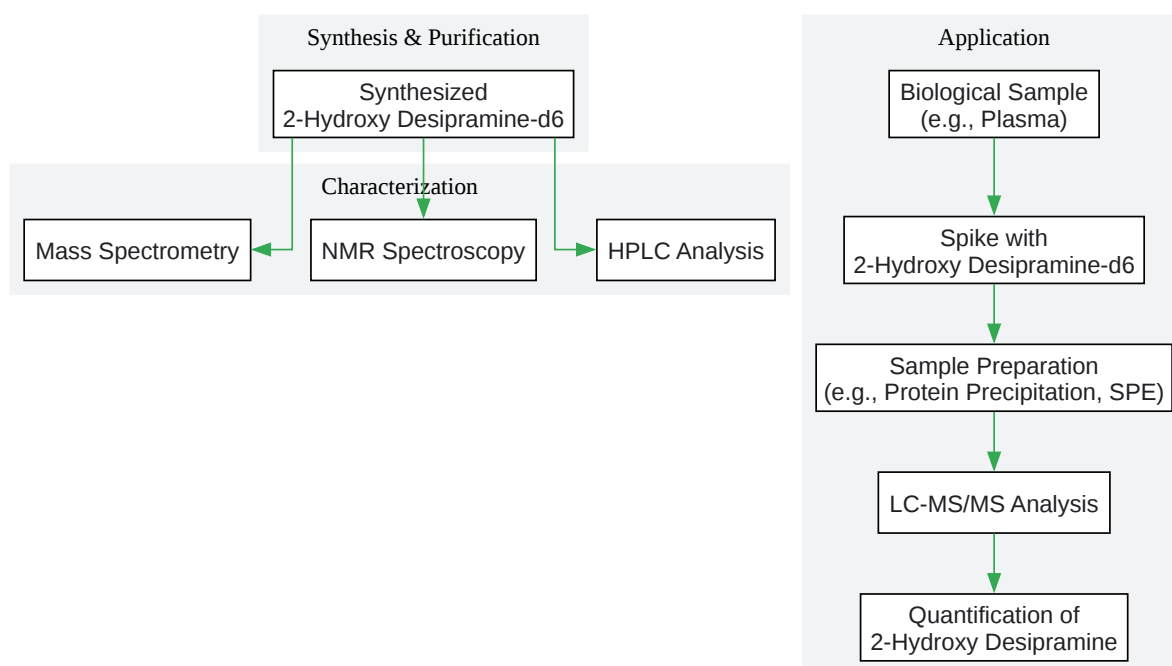 Synthesis & Purification
Synthesized
2-Hydroxy Desipramine-d6
Characterization
Mass Spectrometry
NMR Spectroscopy
HPLC Analysis
Application
Biological Sample
(e.g., Plasma)
Spike with
2-Hydroxy Desipramine-d6
Sample Preparation
(e.g., Protein Precipitation, SPE)
LC-MS/MS Analysis
Quantification of
2-Hydroxy Desipramine